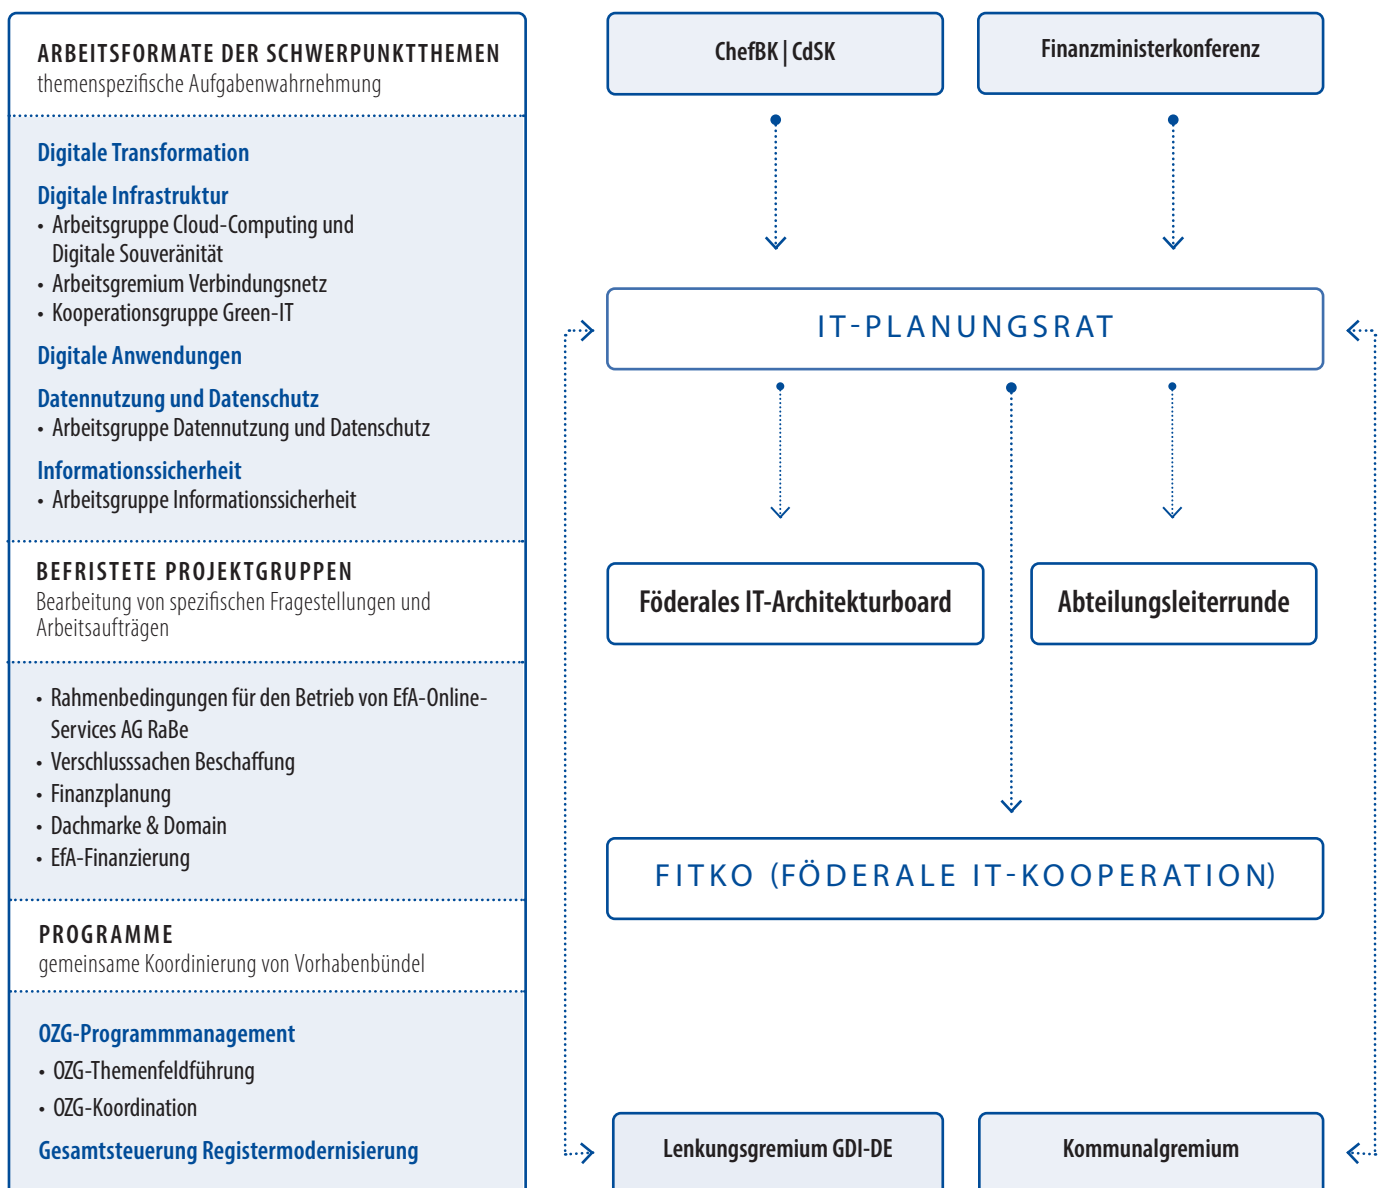 ARBEITSFORMATE DER SCHWERPUNKTTHEMEN
themenspezifische Aufgabenwahrnehmung
Digitale Transformation
Digitale Infrastruktur
• Arbeitsgruppe Cloud-Computing und
Digitale Souveränität
• Arbeitsgremium Verbindungsnetz
• Kooperationsgruppe Green-IT
Digitale Anwendungen
Datennutzung und Datenschutz
• Arbeitsgruppe Datennutzung und Datenschutz
Informationssicherheit
• Arbeitsgruppe Informationssicherheit
BEFRISTETE PROJEKTGRUPPEN
Bearbeitung von spezifischen Fragestellungen und
Arbeitsaufträgen
• Rahmenbedingungen für den Betrieb von EfA-Online-
Services AG RaBe
• Verschlusssachen Beschaffung
• Finanzplanung
• Dachmarke & Domain
• EfA-Finanzierung
PROGRAMME
gemeinsame Koordinierung von Vorhabenbündel
OZG-Programmmanagement
• OZG-Themenfeldführung
• OZG-Koordination
Gesamtsteuerung Registermodernisierung
ChefBK | CdSK
Finanzministerkonferenz
IT-PLANUNGSRAT
Föderales IT-Architekturboard
Abteilungsleiterrunde
FITKO (FÖDERALE IT-KOOPERATION)
Lenkungsgremium GDI-DE
Kommunalgremium